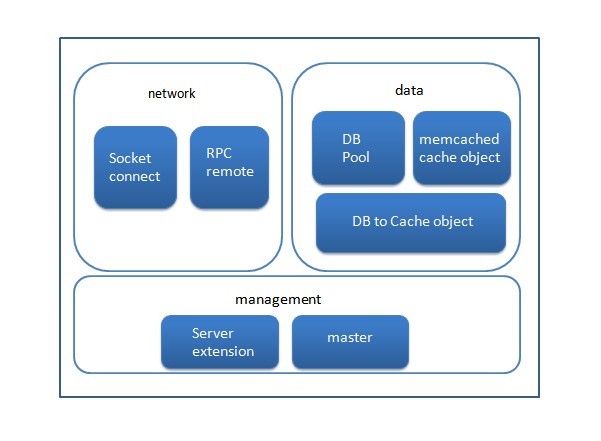 network
Socket
connect
RPC
remote
data
DB
Pool
memcached
cache object
DB to Cache object
management
Server
extension
master